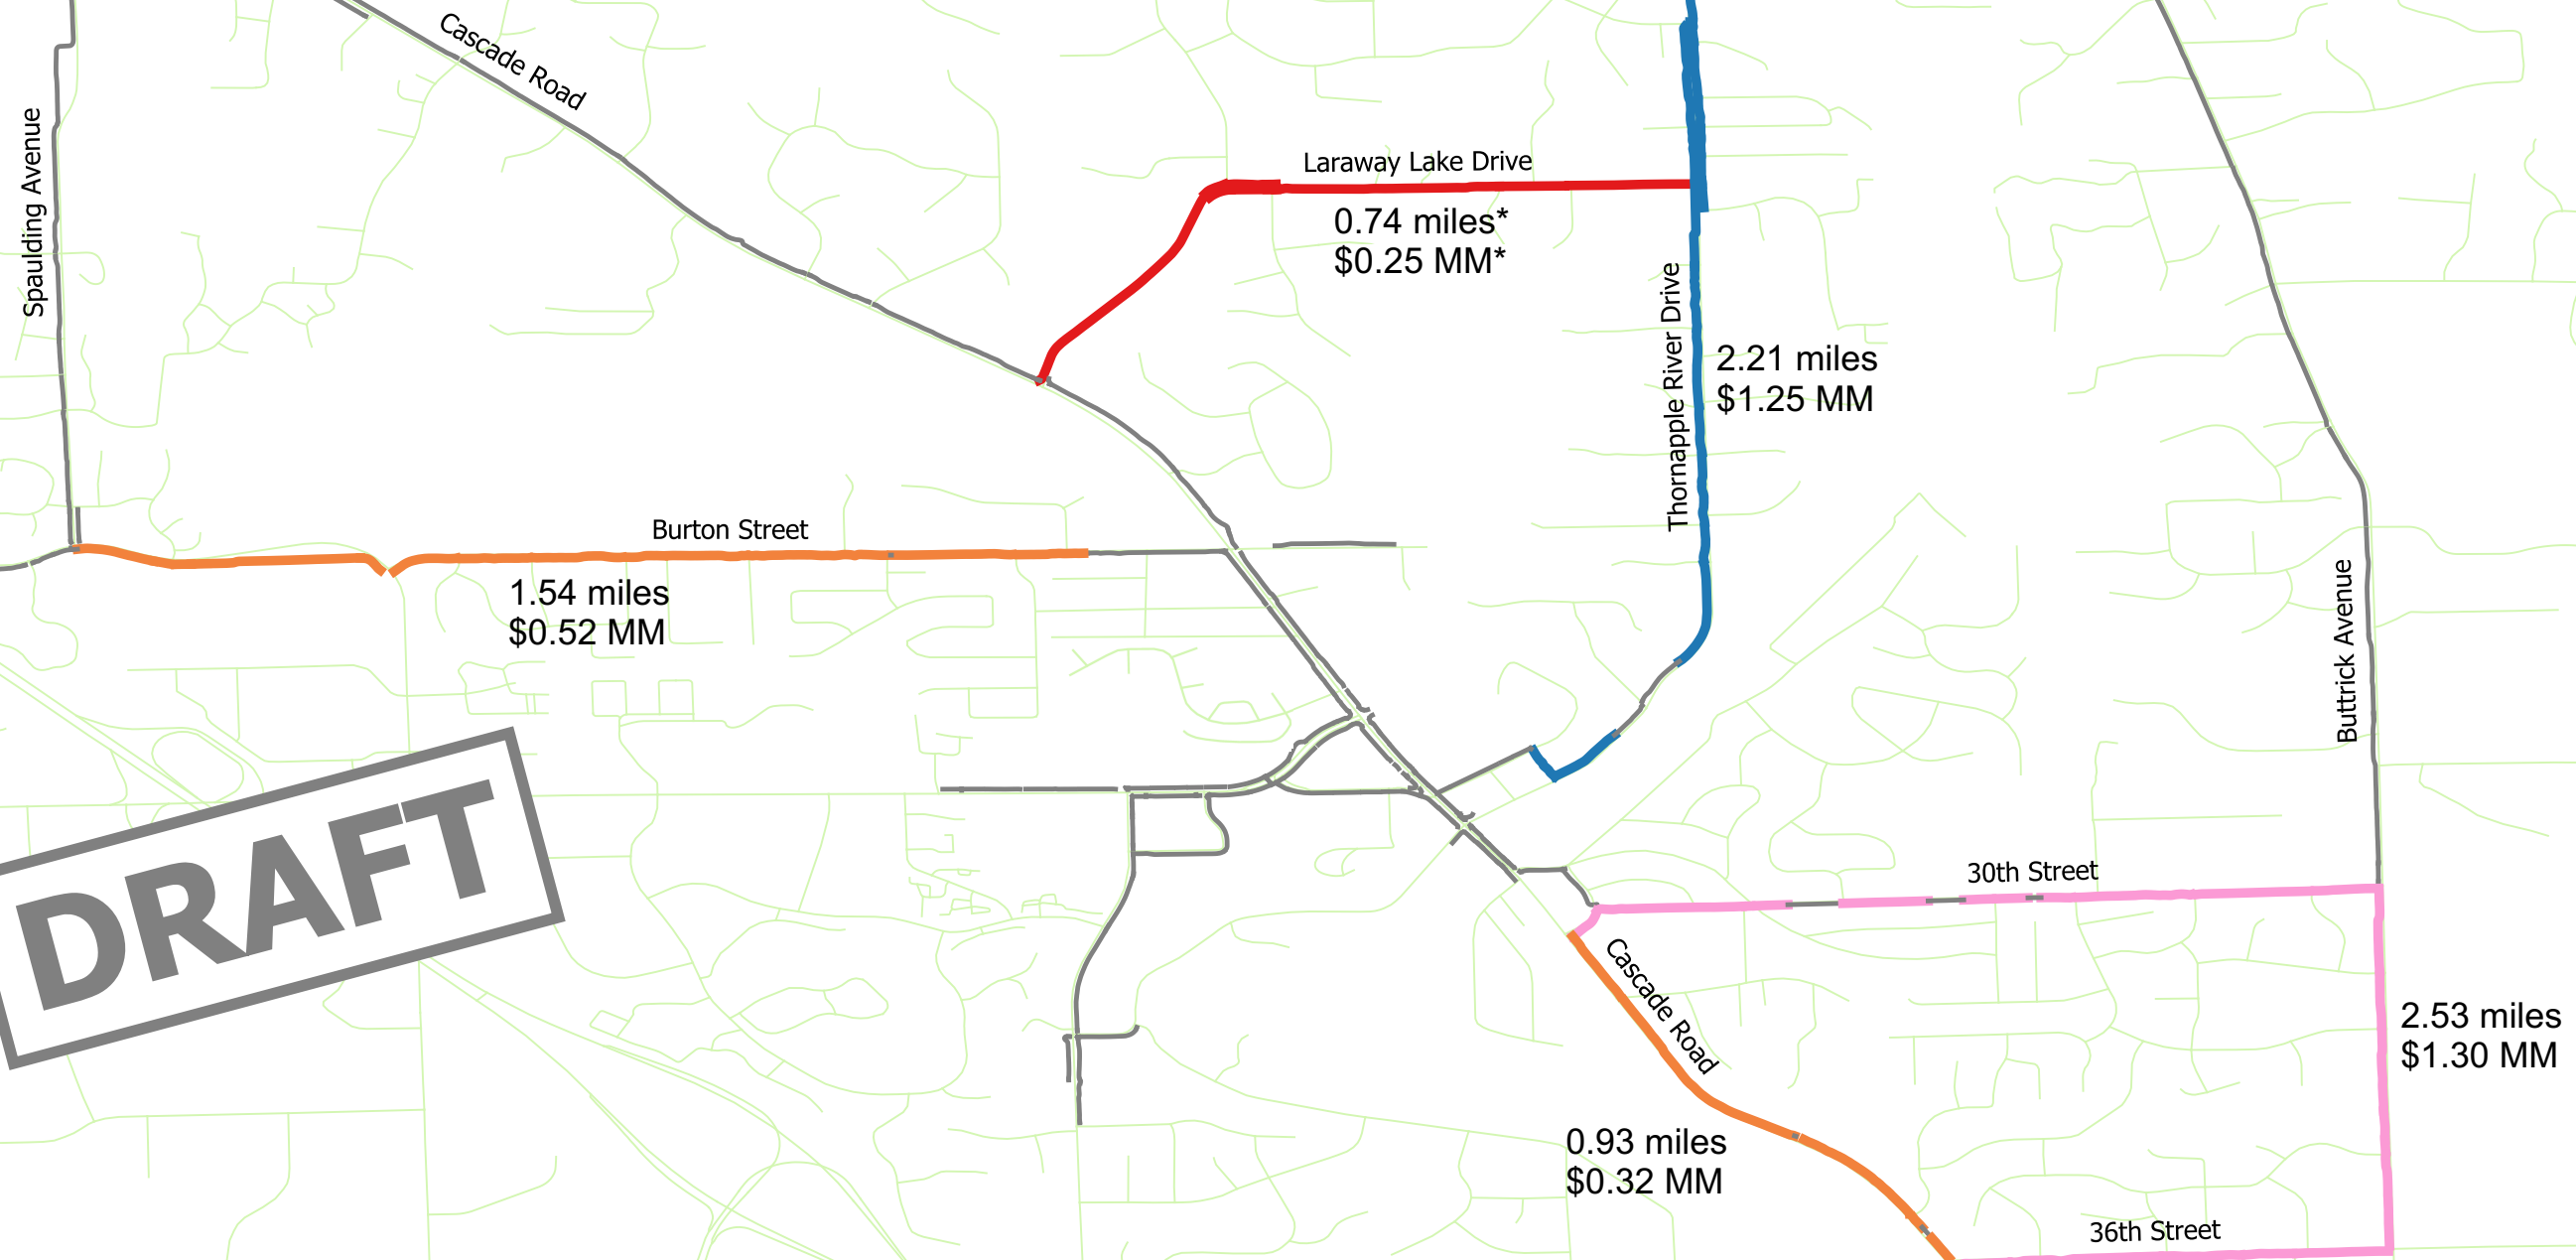 Cascade Road
Spaulding Avenue
Laraway Lake Drive
0.74 miles*
$0.25 MM*
Thornapple River Drive
2.21 miles
$1.25 MM
Burton Street
1.54 miles
$0.52 MM
Buttrick Avenue
DRAFT
30th Street
Cascade Road
2.53 miles
$1.30 MM
0.93 miles
$0.32 MM
36th Street